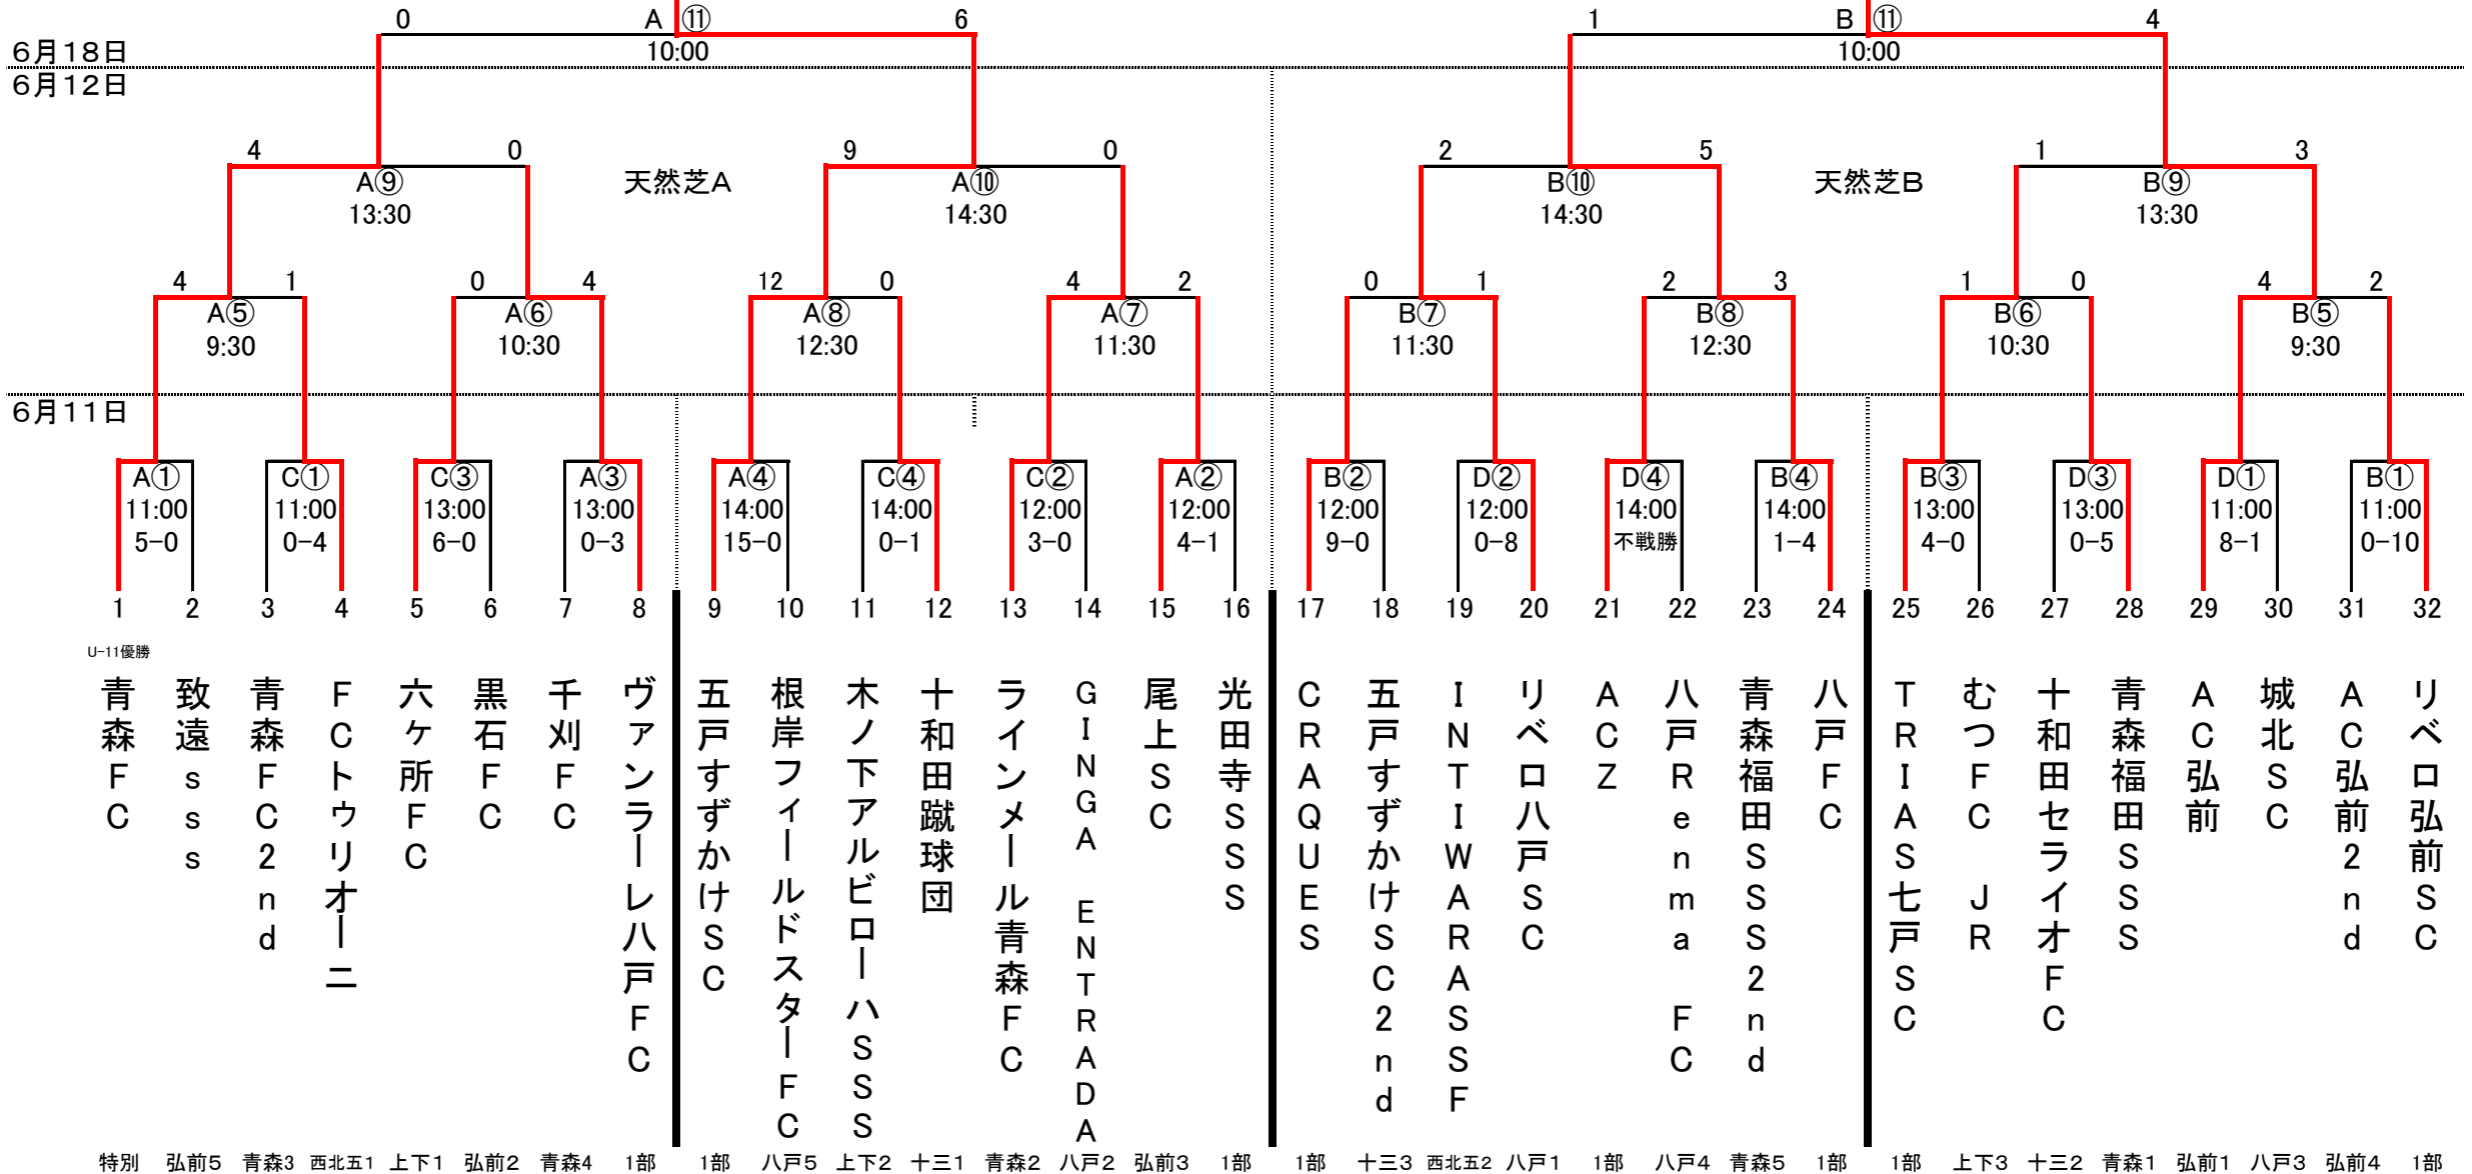 0 A ⑪ 6 1 B ⑪ 4
6月18日 10:00 10:00
6月12日
4 0 9 0 2 5 1 3
A⑨ 天然芝A A⑩ B⑩ 天然芝B B⑨
13:30 14:30 14:30 13:30
4 1 0 4 12 0 4 2 0 1 2 3 1 0 4 2
A⑤ A⑥ A⑧ A⑦ B⑦ B⑧ B⑥ B⑤
9:30 10:30 12:30 11:30 11:30 12:30 10:30 9:30
6月11日
A① C① C③ A③ A④ C④ C② A② B② D② D④ B④ B③ D③ D① B①
11:00 11:00 13:00 13:00 14:00 14:00 12:00 12:00 12:00 12:00 14:00 14:00 13:00 13:00 11:00 11:00
5-0 0-4 6-0 0-3 15-0 0-1 3-0 4-1 9-0 0-8 不戦勝 1-4 4-0 0-5 8-1 0-10
1 2 3 4 5 6 7 8 9 10 11 12 13 14 15 16 17 18 19 20 21 22 23 24 25 26 27 28 29 30 31 32
U-11優勝
青森FC
致遠sss
青森FC2nd
FCトゥリオーニ
六ヶ所FC
黒石FC
千刈FC
ヴァンラーレ八戸FC
五戸すずかけSC
根岸フィールドスターFC
木ノ下アルビローハSSS
十和田蹴球団
ラインメール青森FC
GINGA ENTRADA
尾上SC
光田寺SSS
CRAQUES
五戸すずかけSC2nd
INTIWARASSF
リベロ八戸SC
ACZ
八戸Renma FC
青森福田SSS2nd
八戸FC
TRIAS七戸SC
むつFC JR
十和田セライオFC
青森福田SSS
AC弘前
城北SC
AC弘前2nd
リベロ弘前SC
特別 弘前5 青森3 西北五1 上下1 弘前2 青森4 1部 1部 八戸5 上下2 十三1 青森2 八戸2 弘前3 1部 1部 十三3 西北五2 八戸1 1部 八戸4 青森5 1部 1部 上下3 十三2 青森1 弘前1 八戸3 弘前4 1部